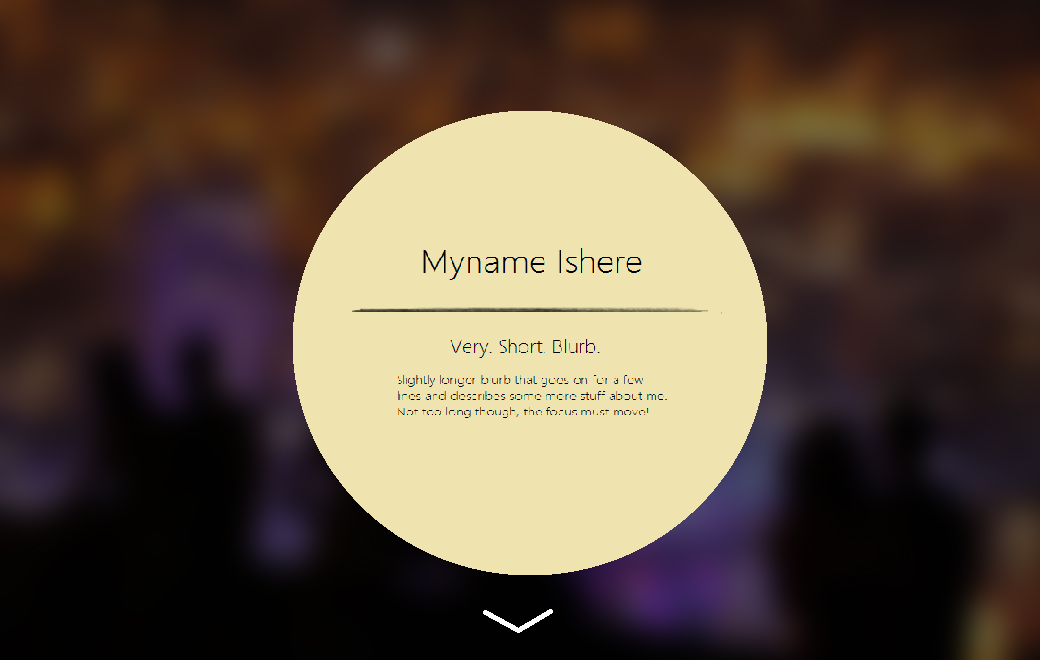 Myname Ishere
Very. Short. Blurb.
Slightly longer blurb that goes on for a few
lines and describes some more stuff about me.
Not too long though, the focus must move!